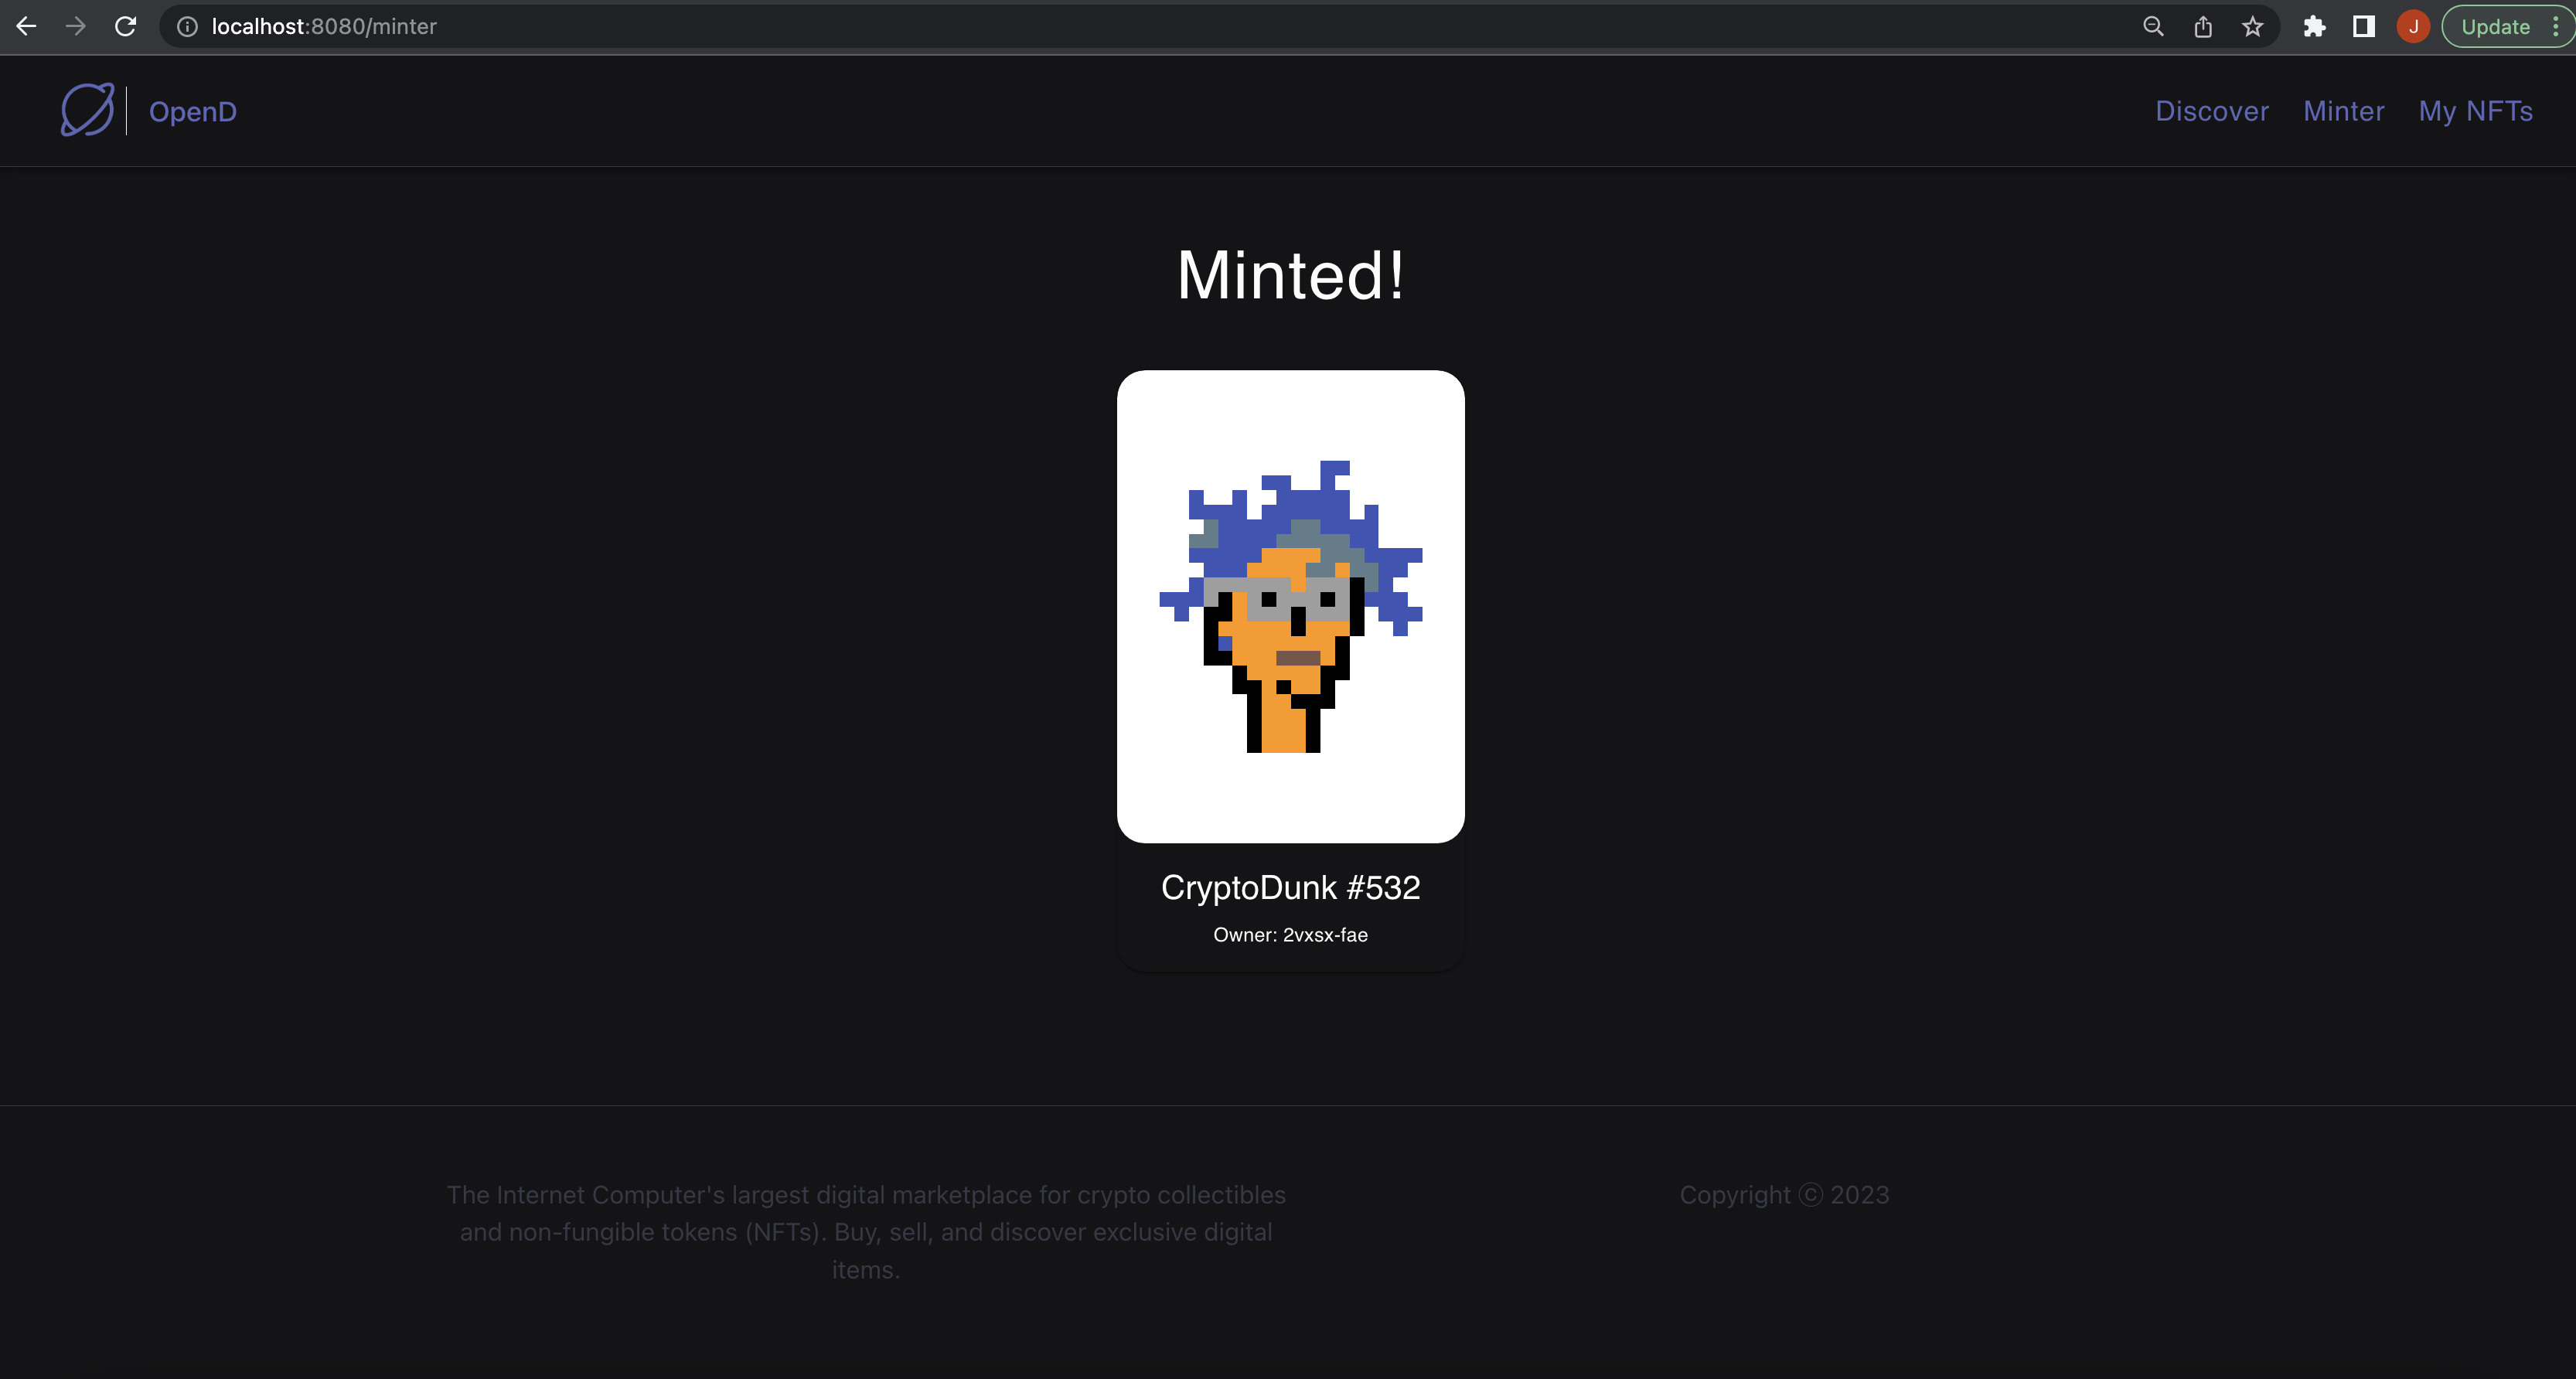 localhost:8080/minter
J
Update
OpenD
Discover Minter My NFTs
Minted!
CryptoDunk #532
Owner: 2vxsx-fae
The Internet Computer's largest digital marketplace for crypto collectibles
and non-fungible tokens (NFTs). Buy, sell, and discover exclusive digital
items.
Copyright ⓒ 2023